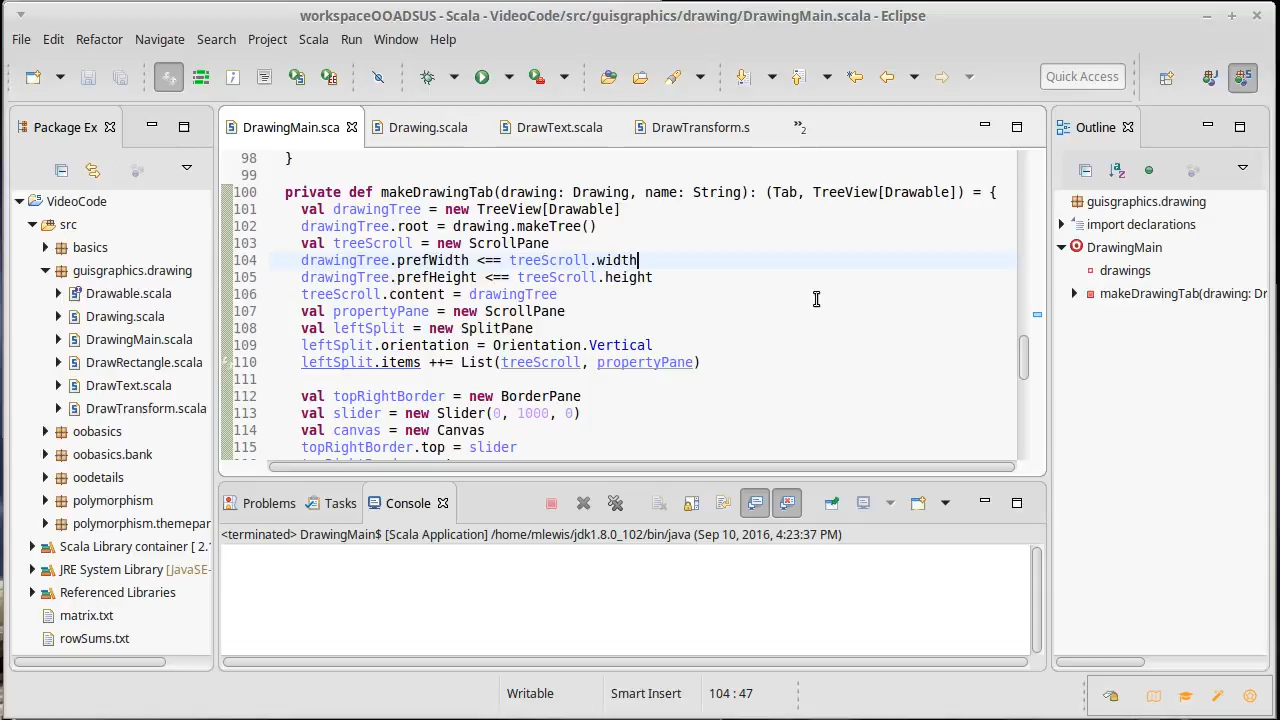 workspaceOOADSUS - Scala - VideoCode/src/guisgraphics/drawing/DrawingMain.scala - Eclipse
File Edit Refactor Navigate Search Project Scala Run Window Help
Quick Access
Package Ex
VideoCode
src
basics
guisgraphics.drawing
Drawable.scala
Drawing.scala
DrawingMain.scala
DrawRectangle.scala
DrawText.scala
DrawTransform.scala
oobasics
oobasics.bank
oodetails
polymorphism
polymorphism.themepar
Scala Library container [ 2.
JRE System Library [JavaSE-
Referenced Libraries
matrix.txt
rowSums.txt
DrawingMain.sca Drawing.scala DrawText.scala DrawTransform.s »2
98 }
99
100 private def makeDrawingTab(drawing: Drawing, name: String): (Tab, TreeView[Drawable]) = {
101 val drawingTree = new TreeView[Drawable]
102 drawingTree.root = drawing.makeTree()
103 val treeScroll = new ScrollPane
104 drawingTree.prefWidth <== treeScroll.width
105 drawingTree.prefHeight <== treeScroll.height
106 treeScroll.content = drawingTree
107 val propertyPane = new ScrollPane
108 val leftSplit = new SplitPane
109 leftSplit.orientation = Orientation.Vertical
110 leftSplit.items ++= List(treeScroll, propertyPane)
111
112 val topRightBorder = new BorderPane
113 val slider = new Slider(0, 1000, 0)
114 val canvas = new Canvas
115 topRightBorder.top = slider
Problems Tasks Console
<terminated> DrawingMain$ [Scala Application] /home/mlewis/jdk1.8.0_102/bin/java (Sep 10, 2016, 4:23:37 PM)
Outline
guisgraphics.drawing
import declarations
DrawingMain
drawings
makeDrawingTab(drawing: Dr
Writable Smart Insert 104 : 47